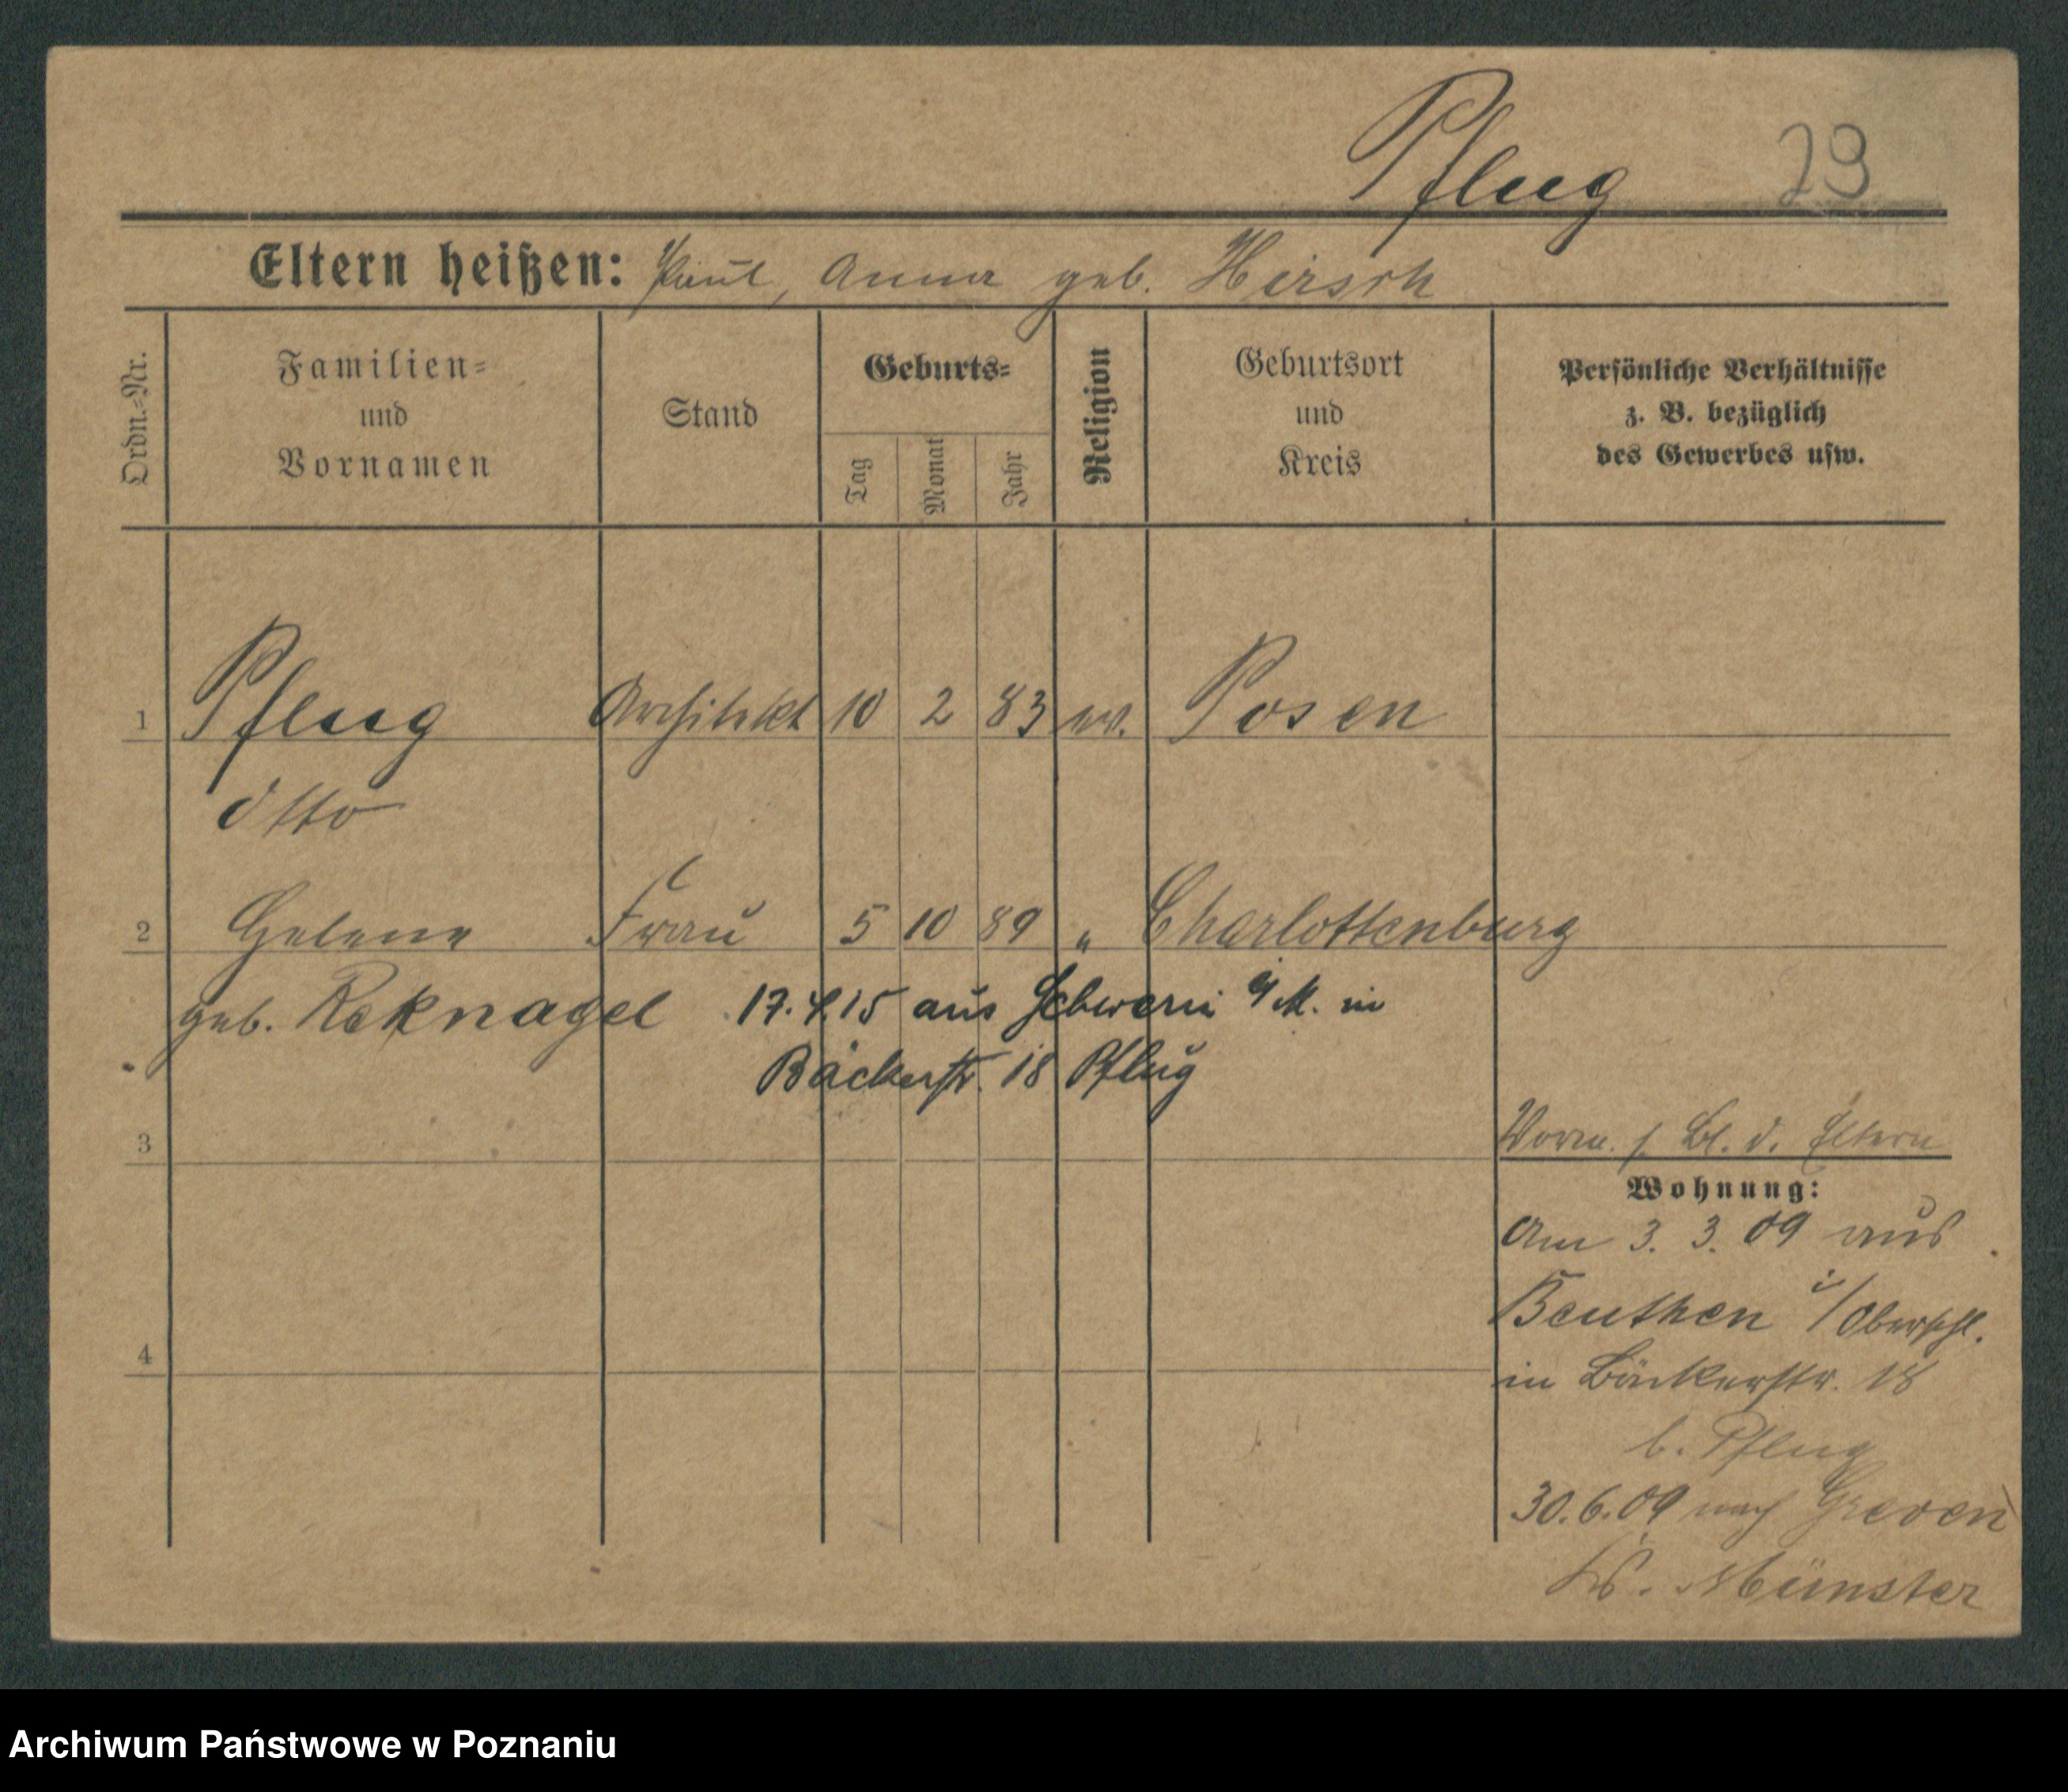 Pflug 29
Eltern heißen: Paul, Anna geb. Hirsch
Ordn.-Nr.
Familien-
und
Vornamen
Stand
Geburts-
Tag
Monat
Jahr
Religion
Geburtsort
und
Kreis
Persönliche Verhältnisse
z. B. bezüglich
des Gewerbes usw.
1 Pflug Architekt 10 2 83 ev. Posen
Otto
2 Helene Frau 5 10 89 " Charlottenburg
geb. Reknagel 17.4.15 aus Schwerin i/M. in
Bäckerstr. 18 Pflug
3
Vorm. s. Bl. d. Eltern
Wohnung:
Am 3. 3. 09 aus
Beuthen i/Oberschl.
4
in Bäckerstr. 18
b. Pflug
30.6.09 nach Greven
Münster
Archiwum Państwowe w Poznaniu